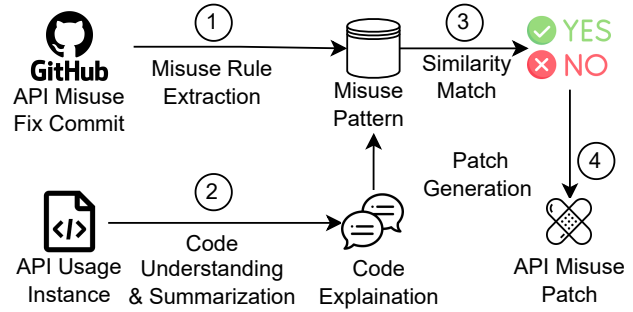 1
3
YES
NO
GitHub
API Misuse
Fix Commit
Misuse Rule
Extraction
Misuse
Pattern
Similarity
Match
2
4
Patch
Generation
</>
API Usage
Instance
Code
Understanding
& Summarization
Code
Explaination
API Misuse
Patch